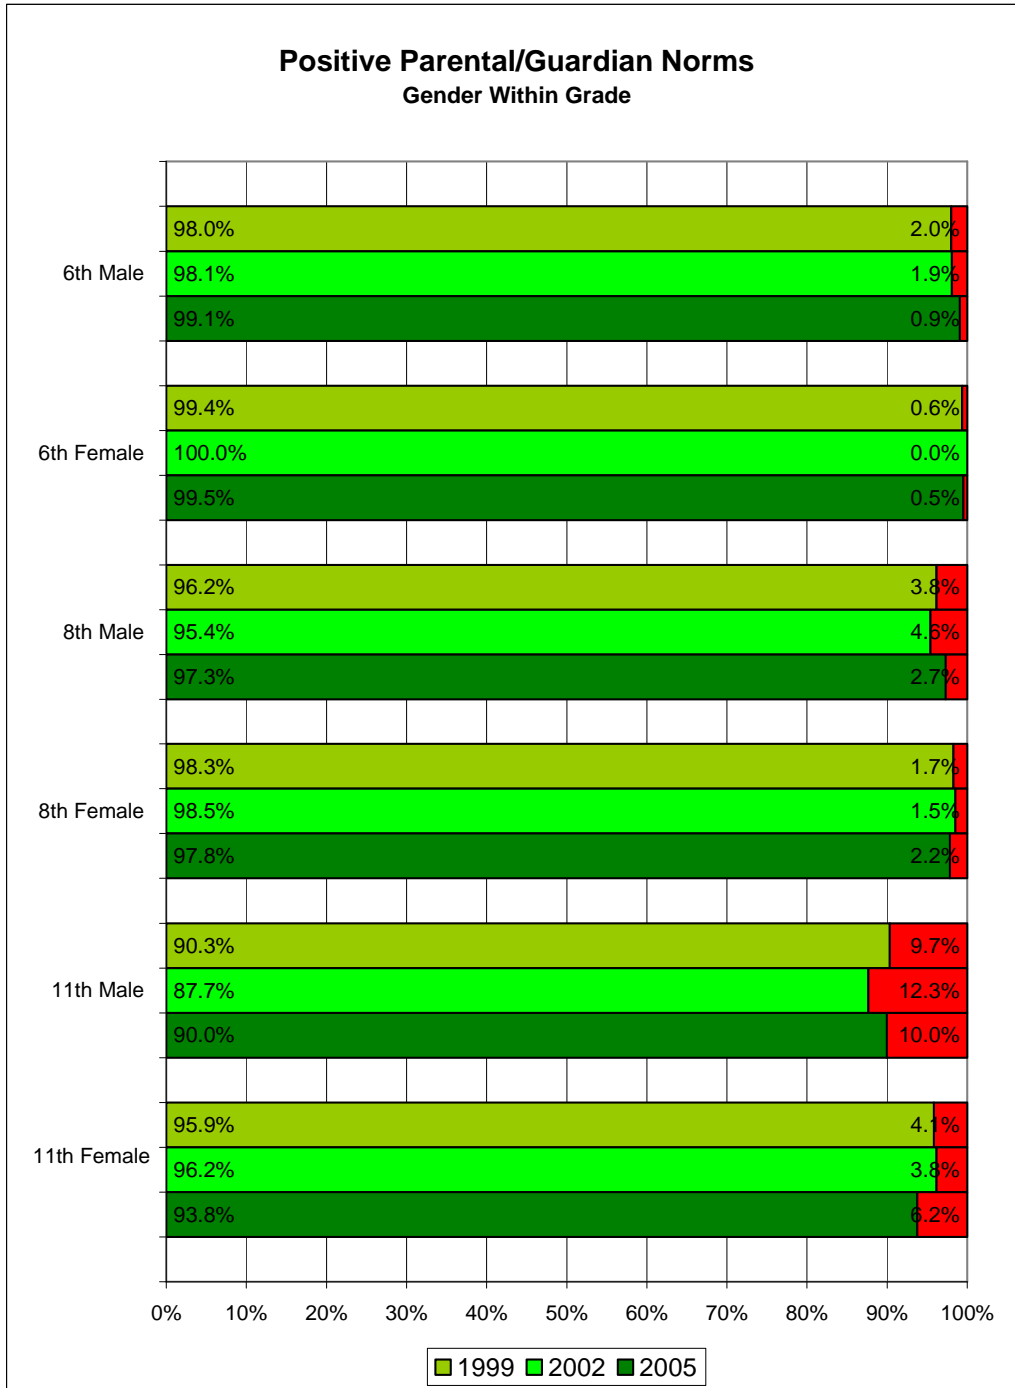 Positive Parental/Guardian Norms
Gender Within Grade
98.0% 2.0%
6th Male 98.1% 1.9%
99.1% 0.9%
99.4% 0.6%
6th Female 100.0% 0.0%
99.5% 0.5%
96.2% 3.8%
8th Male 95.4% 4.6%
97.3% 2.7%
98.3% 1.7%
8th Female 98.5% 1.5%
97.8% 2.2%
90.3% 9.7%
11th Male 87.7% 12.3%
90.0% 10.0%
95.9% 4.1%
11th Female 96.2% 3.8%
93.8% 6.2%
0% 10% 20% 30% 40% 50% 60% 70% 80% 90% 100%
1999 2002 2005